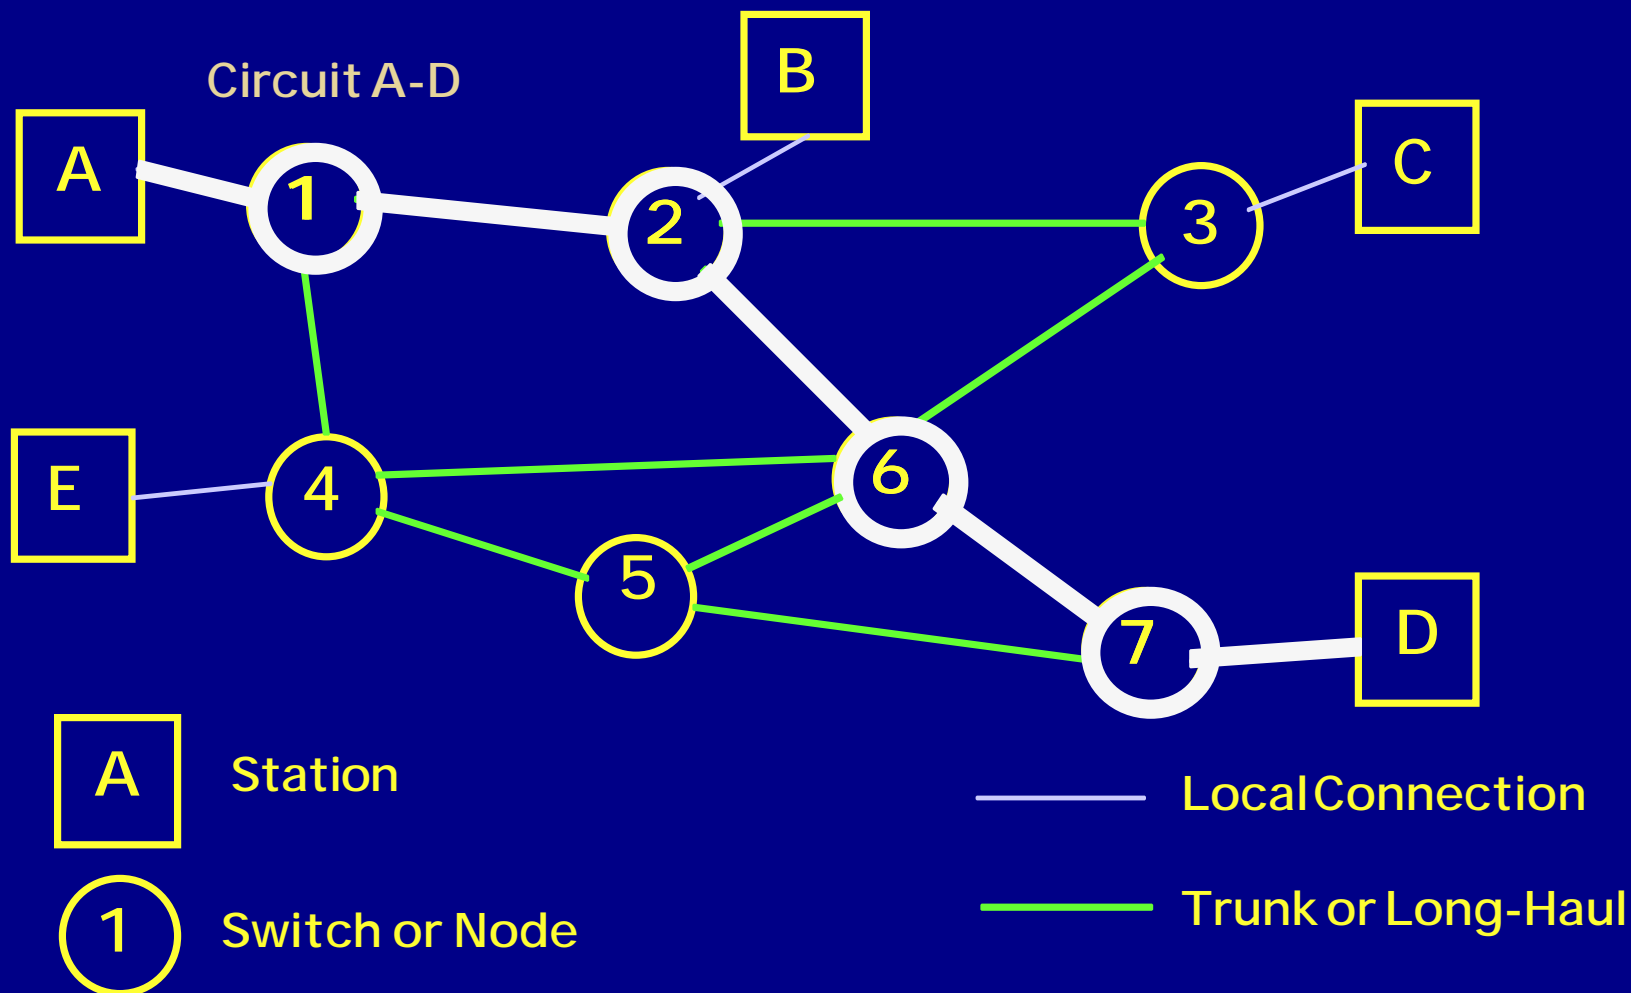 B
Circuit A-D
A
C
1
2
3
6
E
4
5
7
D
A
Station
Local Connection
1
Switch or Node
Trunk or Long-Haul